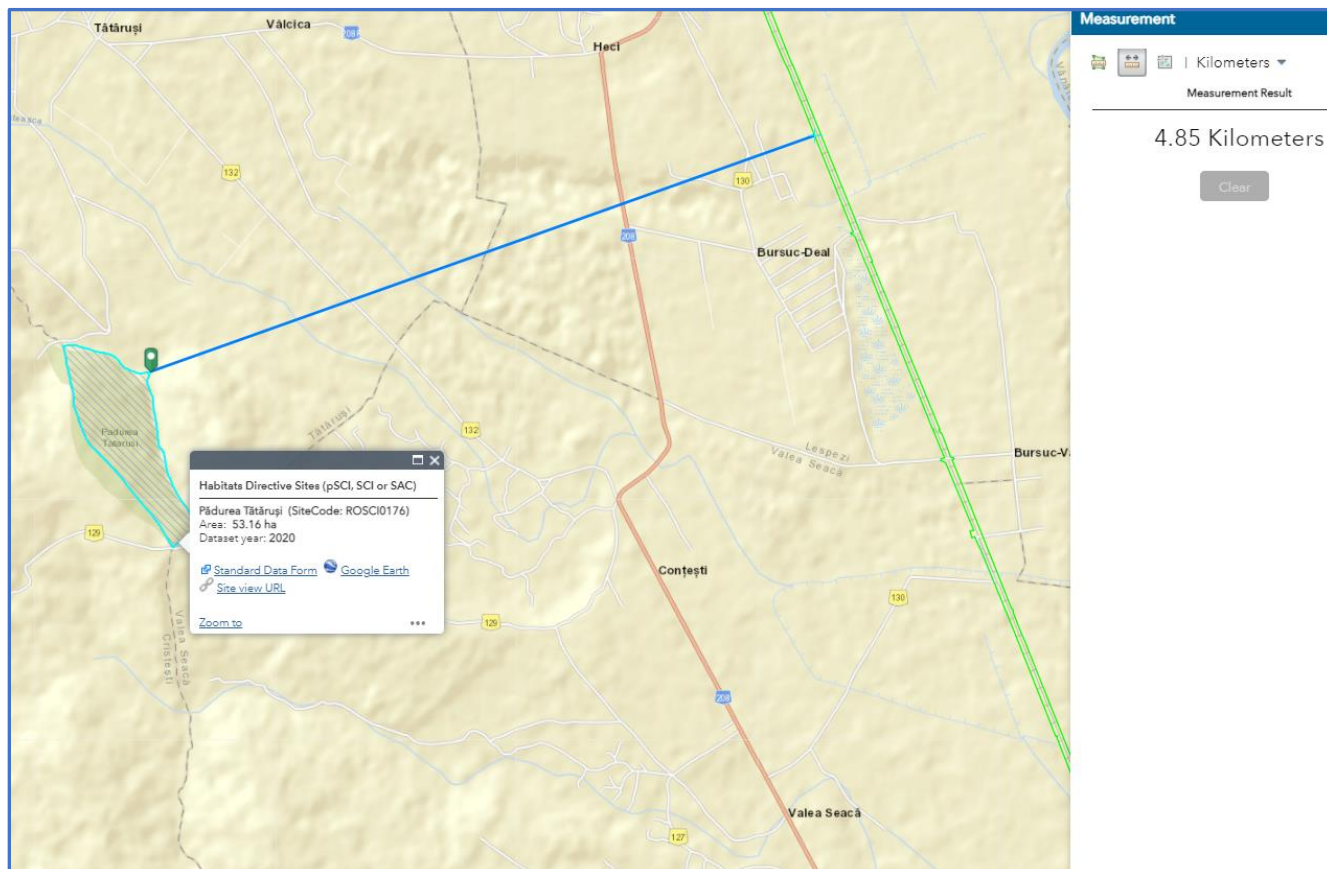 Tătăruși
Vâlcica
208A
Heci
132
130
208
Bursuc-Deal
Pădurea
Tătăruși
Tătăruși
132
Lespezi
Valea Seacă
129
Valea Seacă
Cristești
129
Conțești
130
208
Valea Seacă
127
Habitats Directive Sites (pSCI, SCI or SAC)
Pădurea Tătăruși (SiteCode: ROSCI0176)
Area: 53.16 ha
Dataset year: 2020
Standard Data Form Google Earth
Site view URL
Zoom to
Measurement
Kilometers
Measurement Result
4.85 Kilometers
Clear